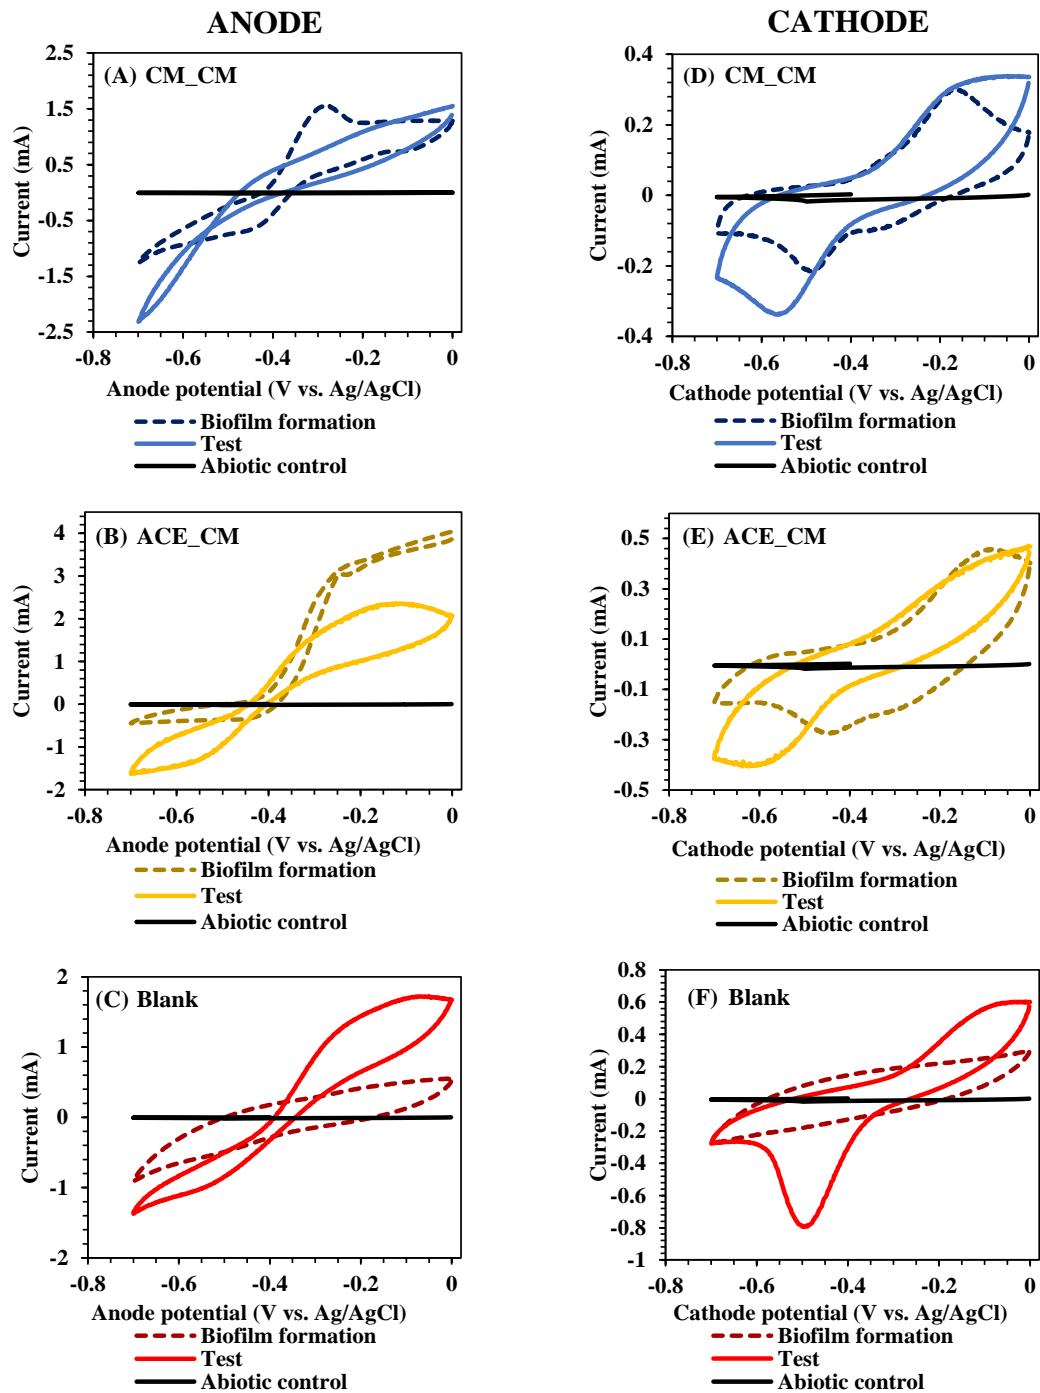 ANODE
CATHODE
(A) CM_CM
2.5
1.5
0.5
-0.5
-1.5
-2.5
Current (mA)
-0.8 -0.6 -0.4 -0.2 0
Anode potential (V vs. Ag/AgCl)
Biofilm formation
Test
Abiotic control
(D) CM_CM
0.4
0.2
0
-0.2
-0.4
Current (mA)
-0.8 -0.6 -0.4 -0.2 0
Cathode potential (V vs. Ag/AgCl)
Biofilm formation
Test
Abiotic control
(B) ACE_CM
4
3
2
1
0
-1
-2
Current (mA)
-0.8 -0.6 -0.4 -0.2 0
Anode potential (V vs. Ag/AgCl)
Biofilm formation
Test
Abiotic control
(E) ACE_CM
0.5
0.3
0.1
-0.1
-0.3
-0.5
Current (mA)
-0.8 -0.6 -0.4 -0.2 0
Cathode potential (V vs. Ag/AgCl)
Biofilm formation
Test
Abiotic control
(C) Blank
2
1
0
-1
-2
Current (mA)
-0.8 -0.6 -0.4 -0.2 0
Anode potential (V vs. Ag/AgCl)
Biofilm formation
Test
Abiotic control
(F) Blank
0.8
0.6
0.4
0.2
0
-0.2
-0.4
-0.6
-0.8
-1
Current (mA)
-0.8 -0.6 -0.4 -0.2 0
Cathode potential (V vs. Ag/AgCl)
Biofilm formation
Test
Abiotic control